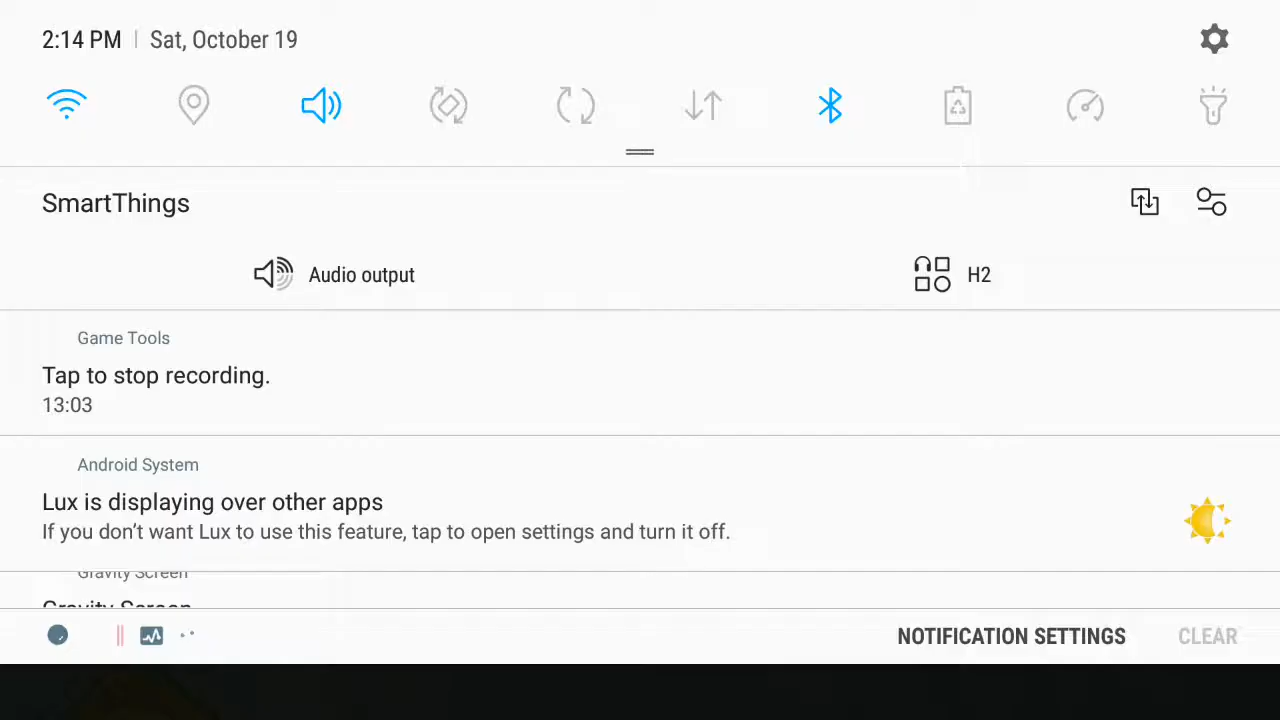 2:14 PM | Sat, October 19
SmartThings
Audio output
H2
Game Tools
Tap to stop recording.
13:03
Android System
Lux is displaying over other apps
If you don’t want Lux to use this feature, tap to open settings and turn it off.
Gravity Screen
Gravity Screen
NOTIFICATION SETTINGS
CLEAR